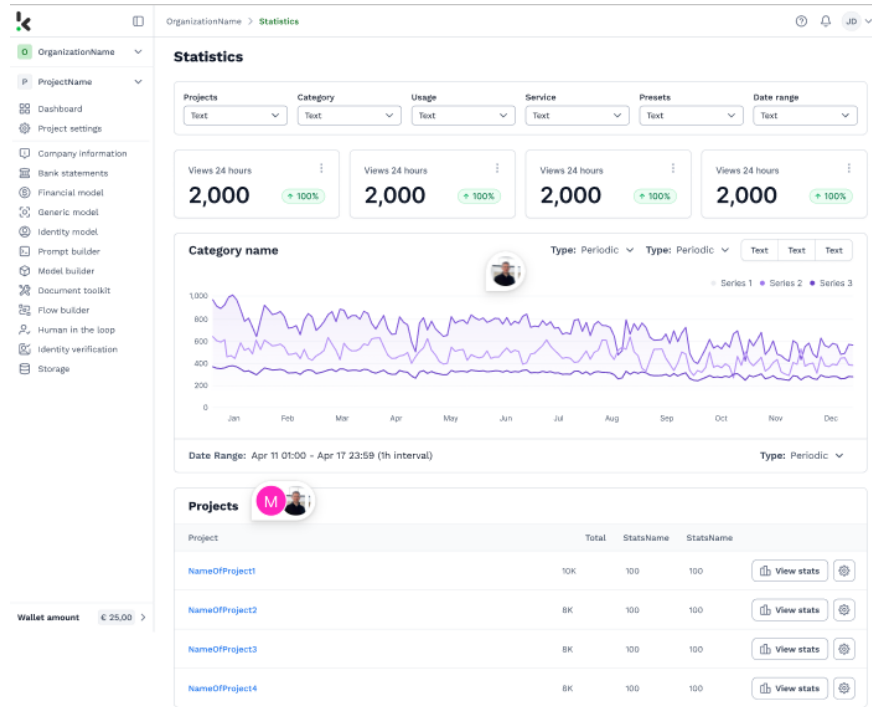 OrganizationName > Statistics
JD
O OrganizationName
P ProjectName
Dashboard
Project settings
Company information
Bank statements
Financial model
Generic model
Identity model
Prompt builder
Model builder
Document toolkit
Flow builder
Human in the loop
Identity verification
Storage
Wallet amount € 25,00 >
Statistics
Projects Category Usage Service Presets Date range
Text Text Text Text Text Text
Views 24 hours Views 24 hours Views 24 hours Views 24 hours
2,000 ↑ 100% 2,000 ↑ 100% 2,000 ↑ 100% 2,000 ↑ 100%
Category name Type: Periodic Type: Periodic Text Text Text
Series 1 Series 2 Series 3
1,000
800
600
400
200
0
Jan Feb Mar Apr May Jun Jul Aug Sep Oct Nov Dec
Date Range: Apr 11 01:00 - Apr 17 23:59 (1h interval) Type: Periodic
Projects M
Project Total StatsName StatsName
NameOfProject1 10K 100 100 View stats
NameOfProject2 8K 100 100 View stats
NameOfProject3 8K 100 100 View stats
NameOfProject4 8K 100 100 View stats